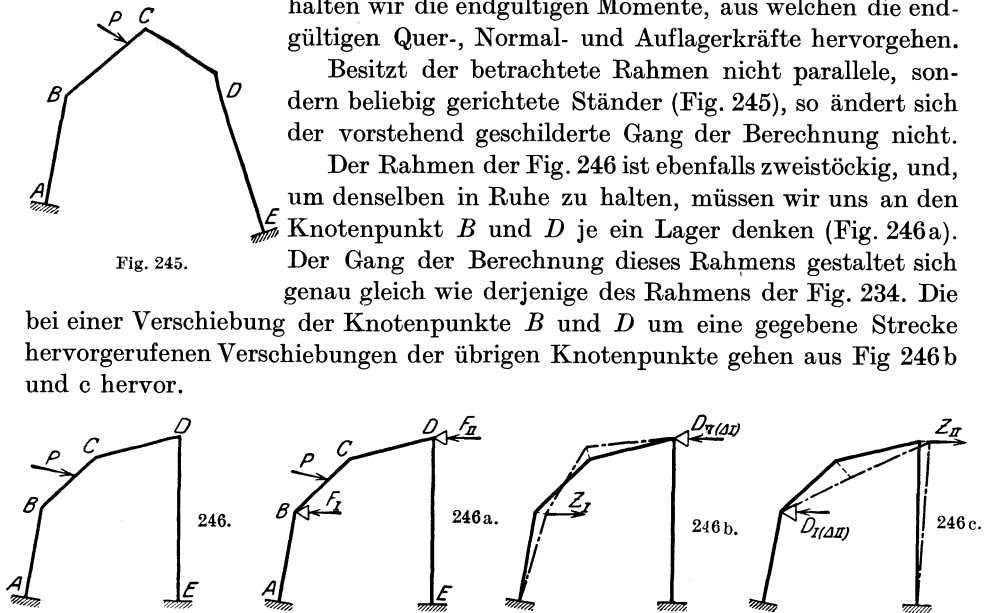 halten wir die endgültigen Momente, aus welchen die end-
gültigen Quer-, Normal- und Auflagerkräfte hervorgehen.
Besitzt der betrachtete Rahmen nicht parallele, son-
dern beliebig gerichtete Ständer (Fig. 245), so ändert sich
der vorstehend geschilderte Gang der Berechnung nicht.
Der Rahmen der Fig. 246 ist ebenfalls zweistöckig, und,
um denselben in Ruhe zu halten, müssen wir uns an den
Knotenpunkt B und D je ein Lager denken (Fig. 246a).
Der Gang der Berechnung dieses Rahmens gestaltet sich
genau gleich wie derjenige des Rahmens der Fig. 234. Die
bei einer Verschiebung der Knotenpunkte B und D um eine gegebene Strecke
hervorgerufenen Verschiebungen der übrigen Knotenpunkte gehen aus Fig 246b
und c hervor.
P
C
B
D
A
E
Fig. 245.
D
C
P
B
246.
A
E
D
F_II
C
P
B
F_I
246a.
A
E
D_II(ΔI)
Z_I
246b.
Z_II
D_I(ΔII)
246c.